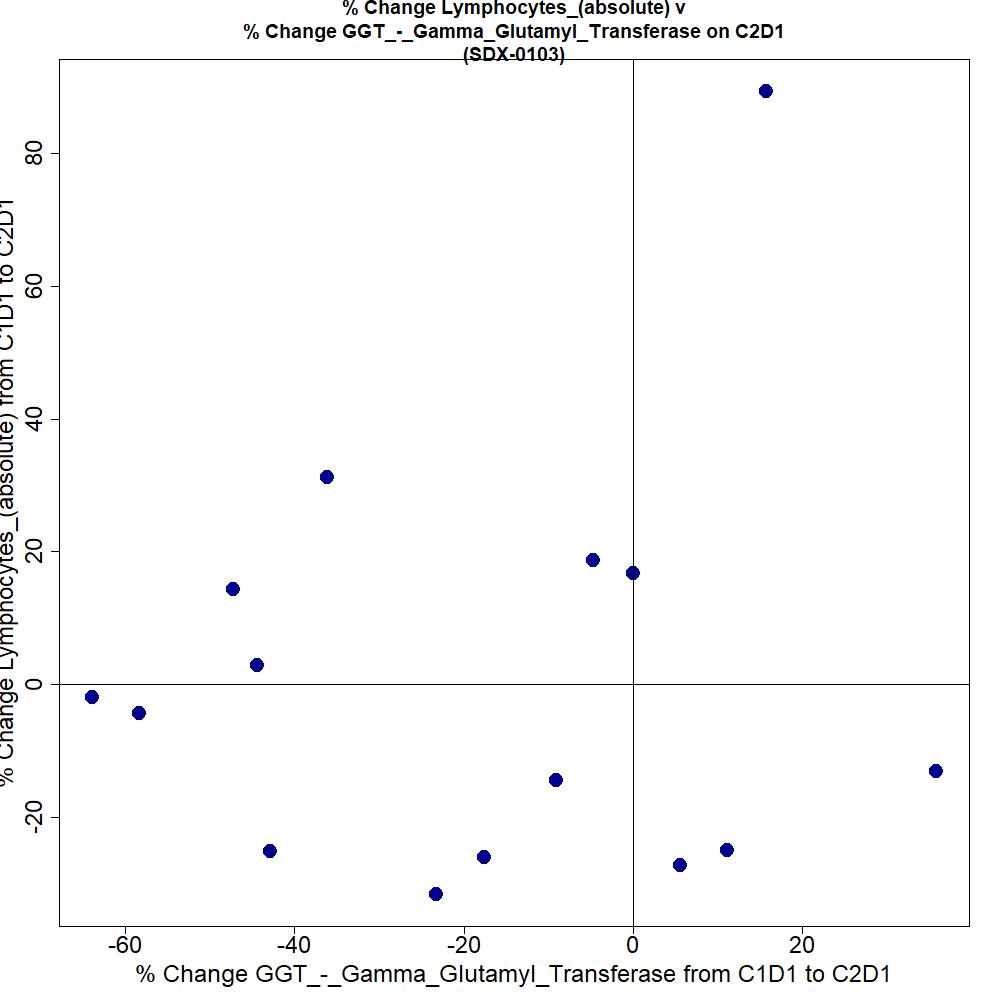 % Change Lymphocytes_(absolute) v
% Change GGT_-_Gamma_Glutamyl_Transferase on C2D1
(SDX-0103)
% Change Lymphocytes_(absolute) from C1D1 to C2D1
80
60
40
20
0
-20
-60
-40
-20
0
20
% Change GGT_-_Gamma_Glutamyl_Transferase from C1D1 to C2D1